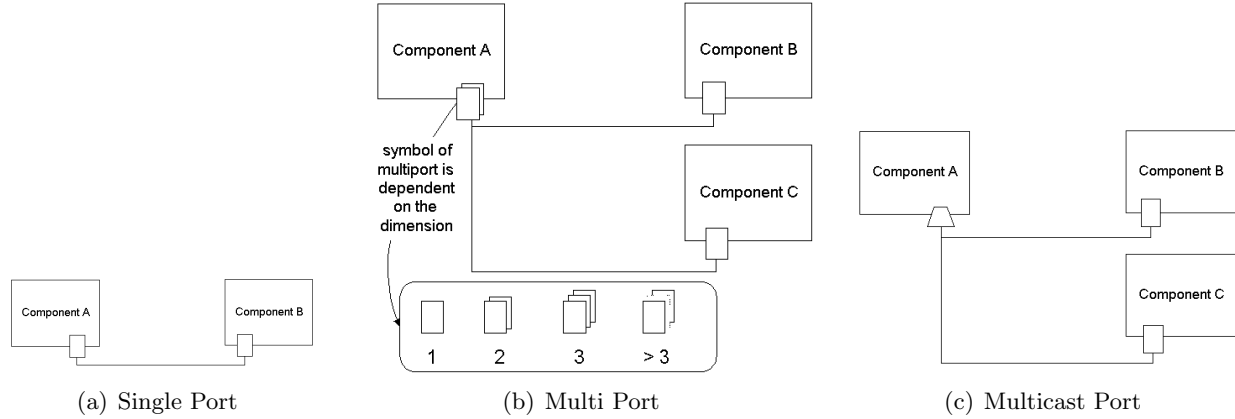 Component A
Component B
(a) Single Port
Component A
Component B
symbol of
multiport is
dependent
on the
dimension
Component C
1 2 3 > 3
(b) Multi Port
Component A
Component B
Component C
(c) Multicast Port